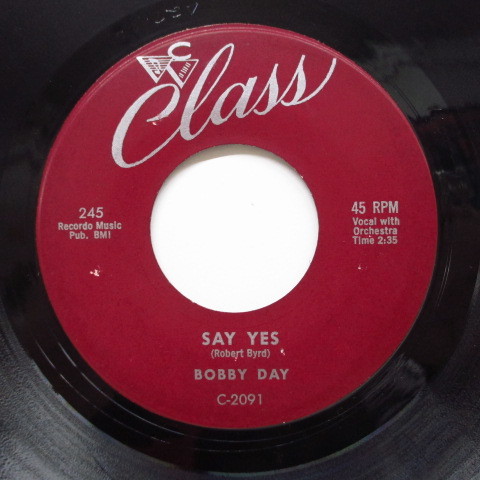 Class
245
Recordo Music
Pub. BMI
45 RPM
Vocal with
Orchestra
Time 2:35
SAY YES
(Robert Byrd)
BOBBY DAY
C-2091